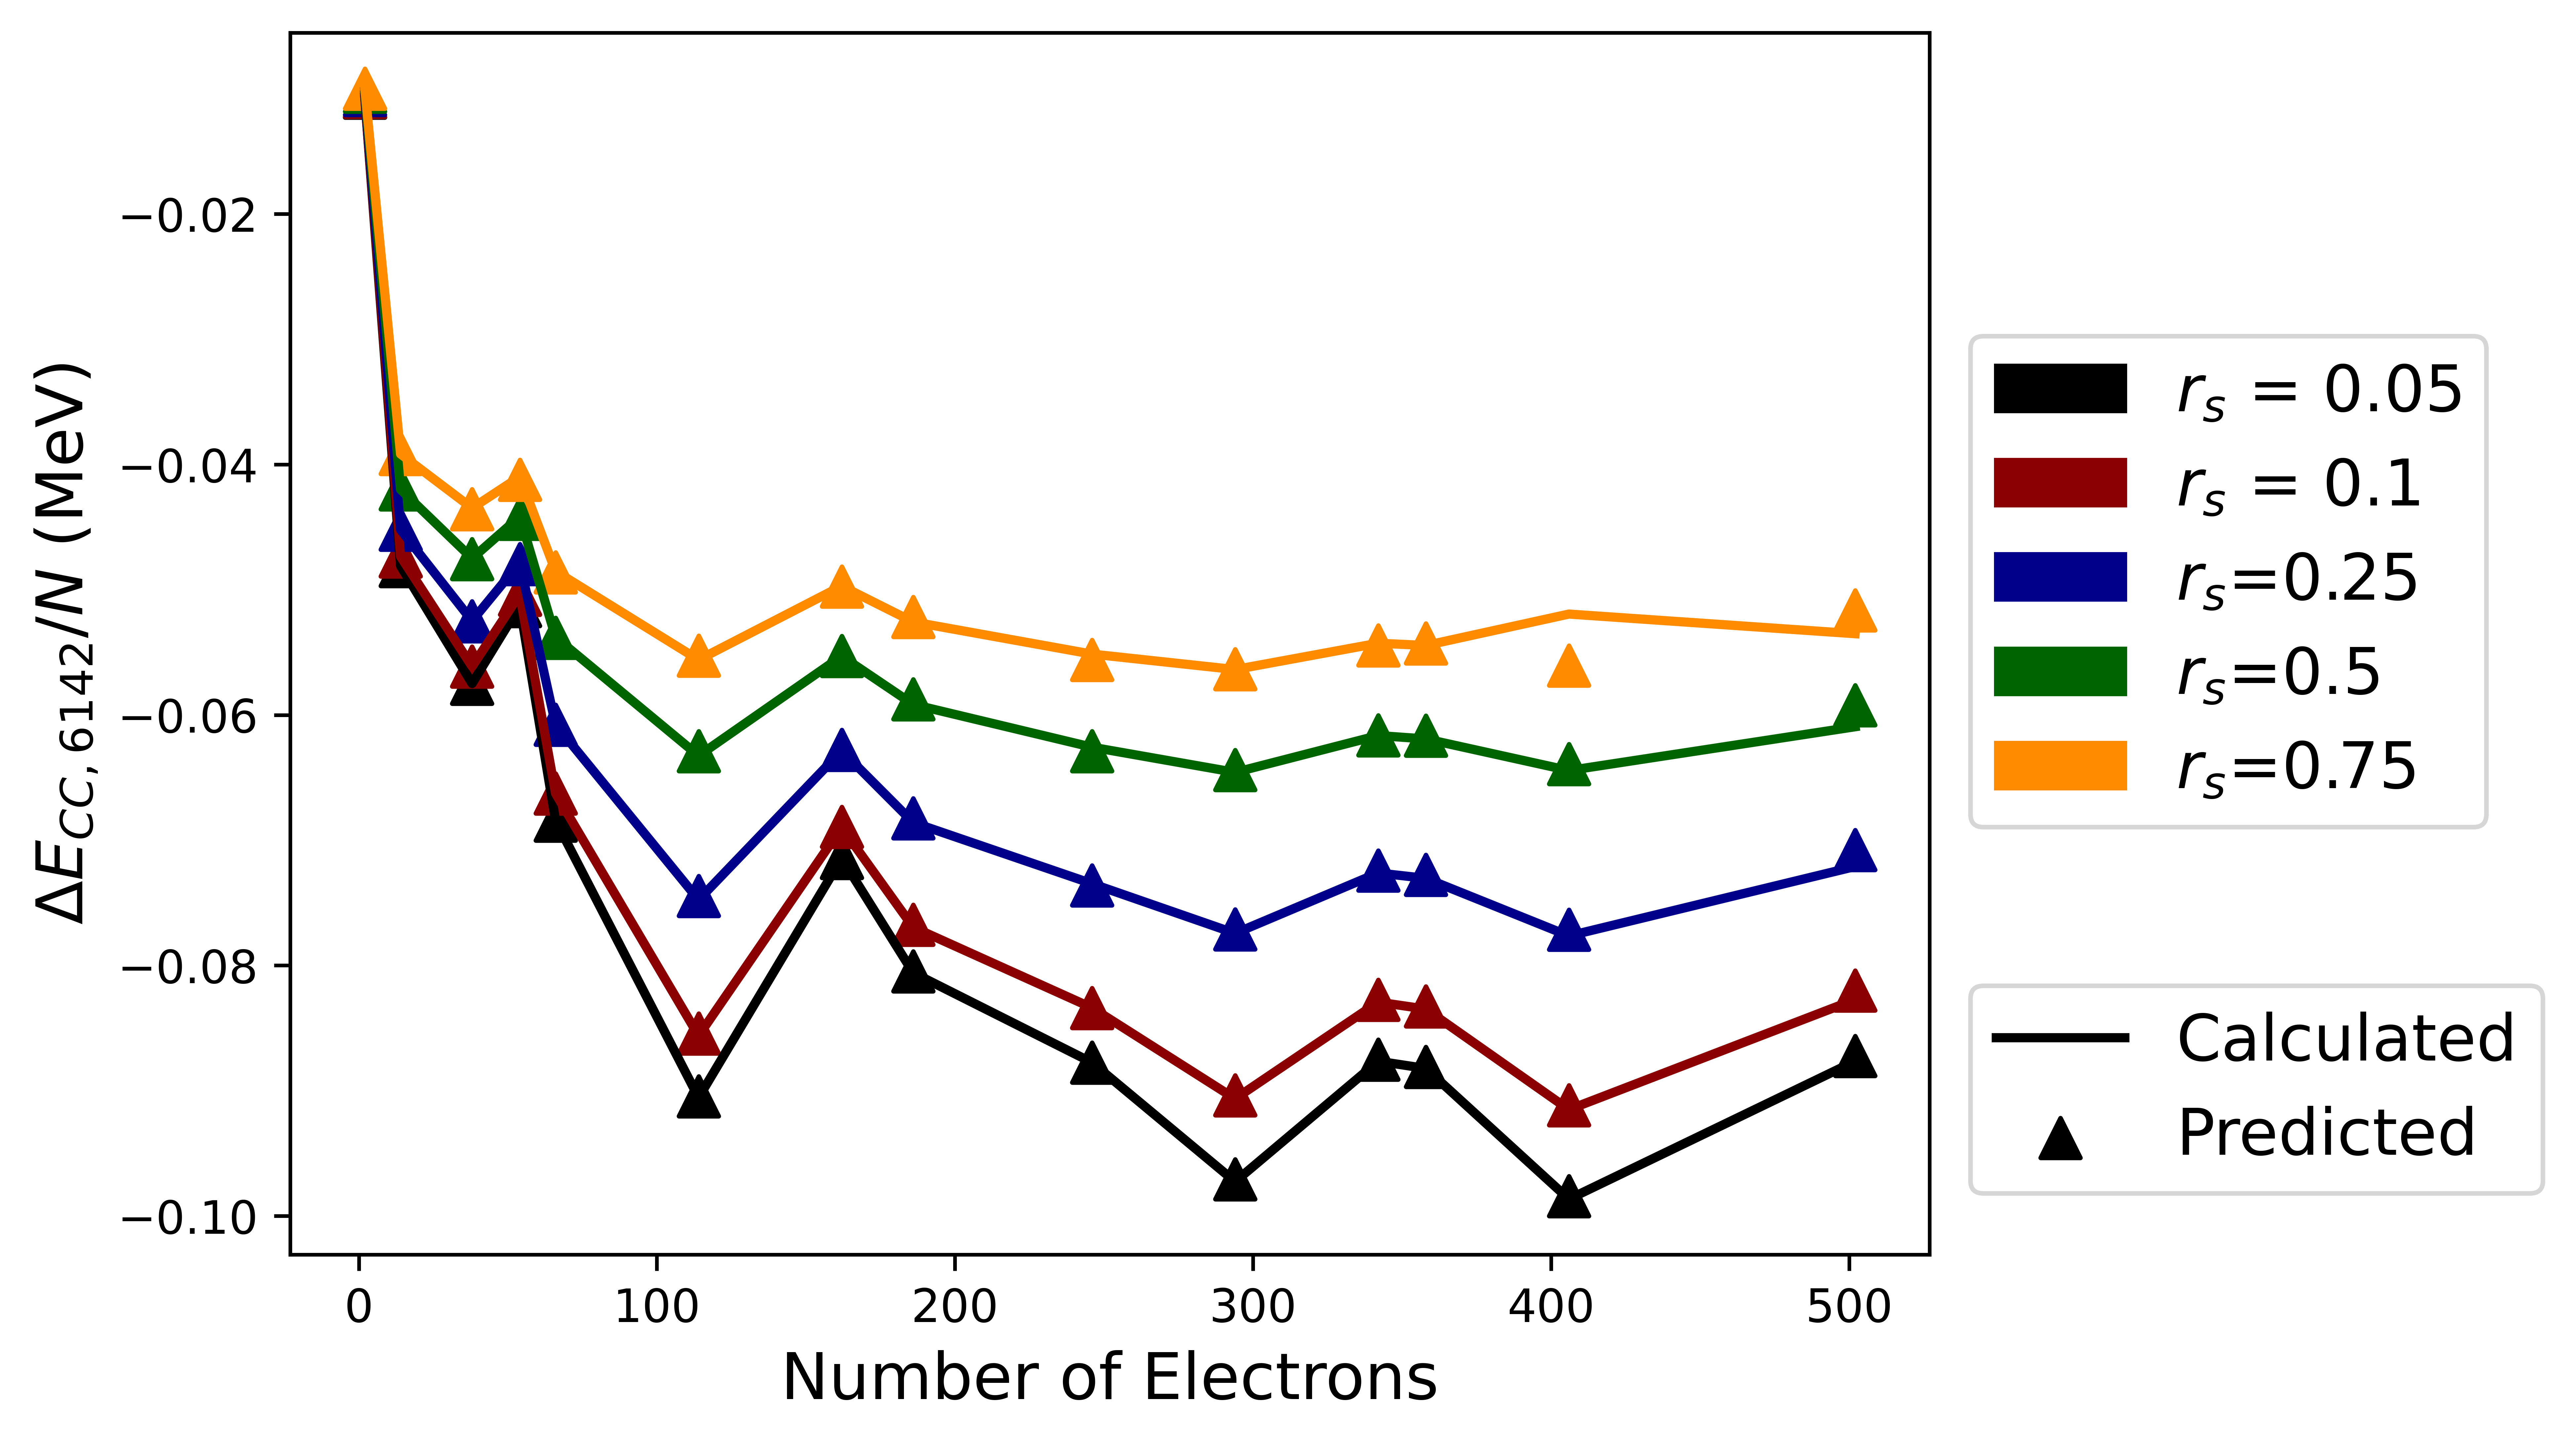 ΔE_{CC, 6142}/N (MeV)
−0.02
−0.04
−0.06
−0.08
−0.10
0 100 200 300 400 500
Number of Electrons
r_s = 0.05
r_s = 0.1
r_s=0.25
r_s=0.5
r_s=0.75
Calculated
Predicted